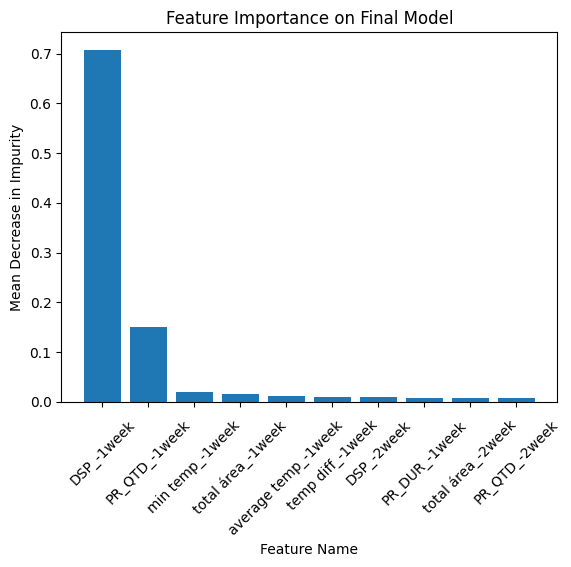 Feature Importance on Final Model
Mean Decrease in Impurity
0.7
0.6
0.5
0.4
0.3
0.2
0.1
0.0
DSP_-1week
PR_QTD_-1week
min temp_-1week
total área_-1week
average temp_-1week
temp diff_-1week
DSP_-2week
PR_DUR_-1week
total área_-2week
PR_QTD_-2week
Feature Name